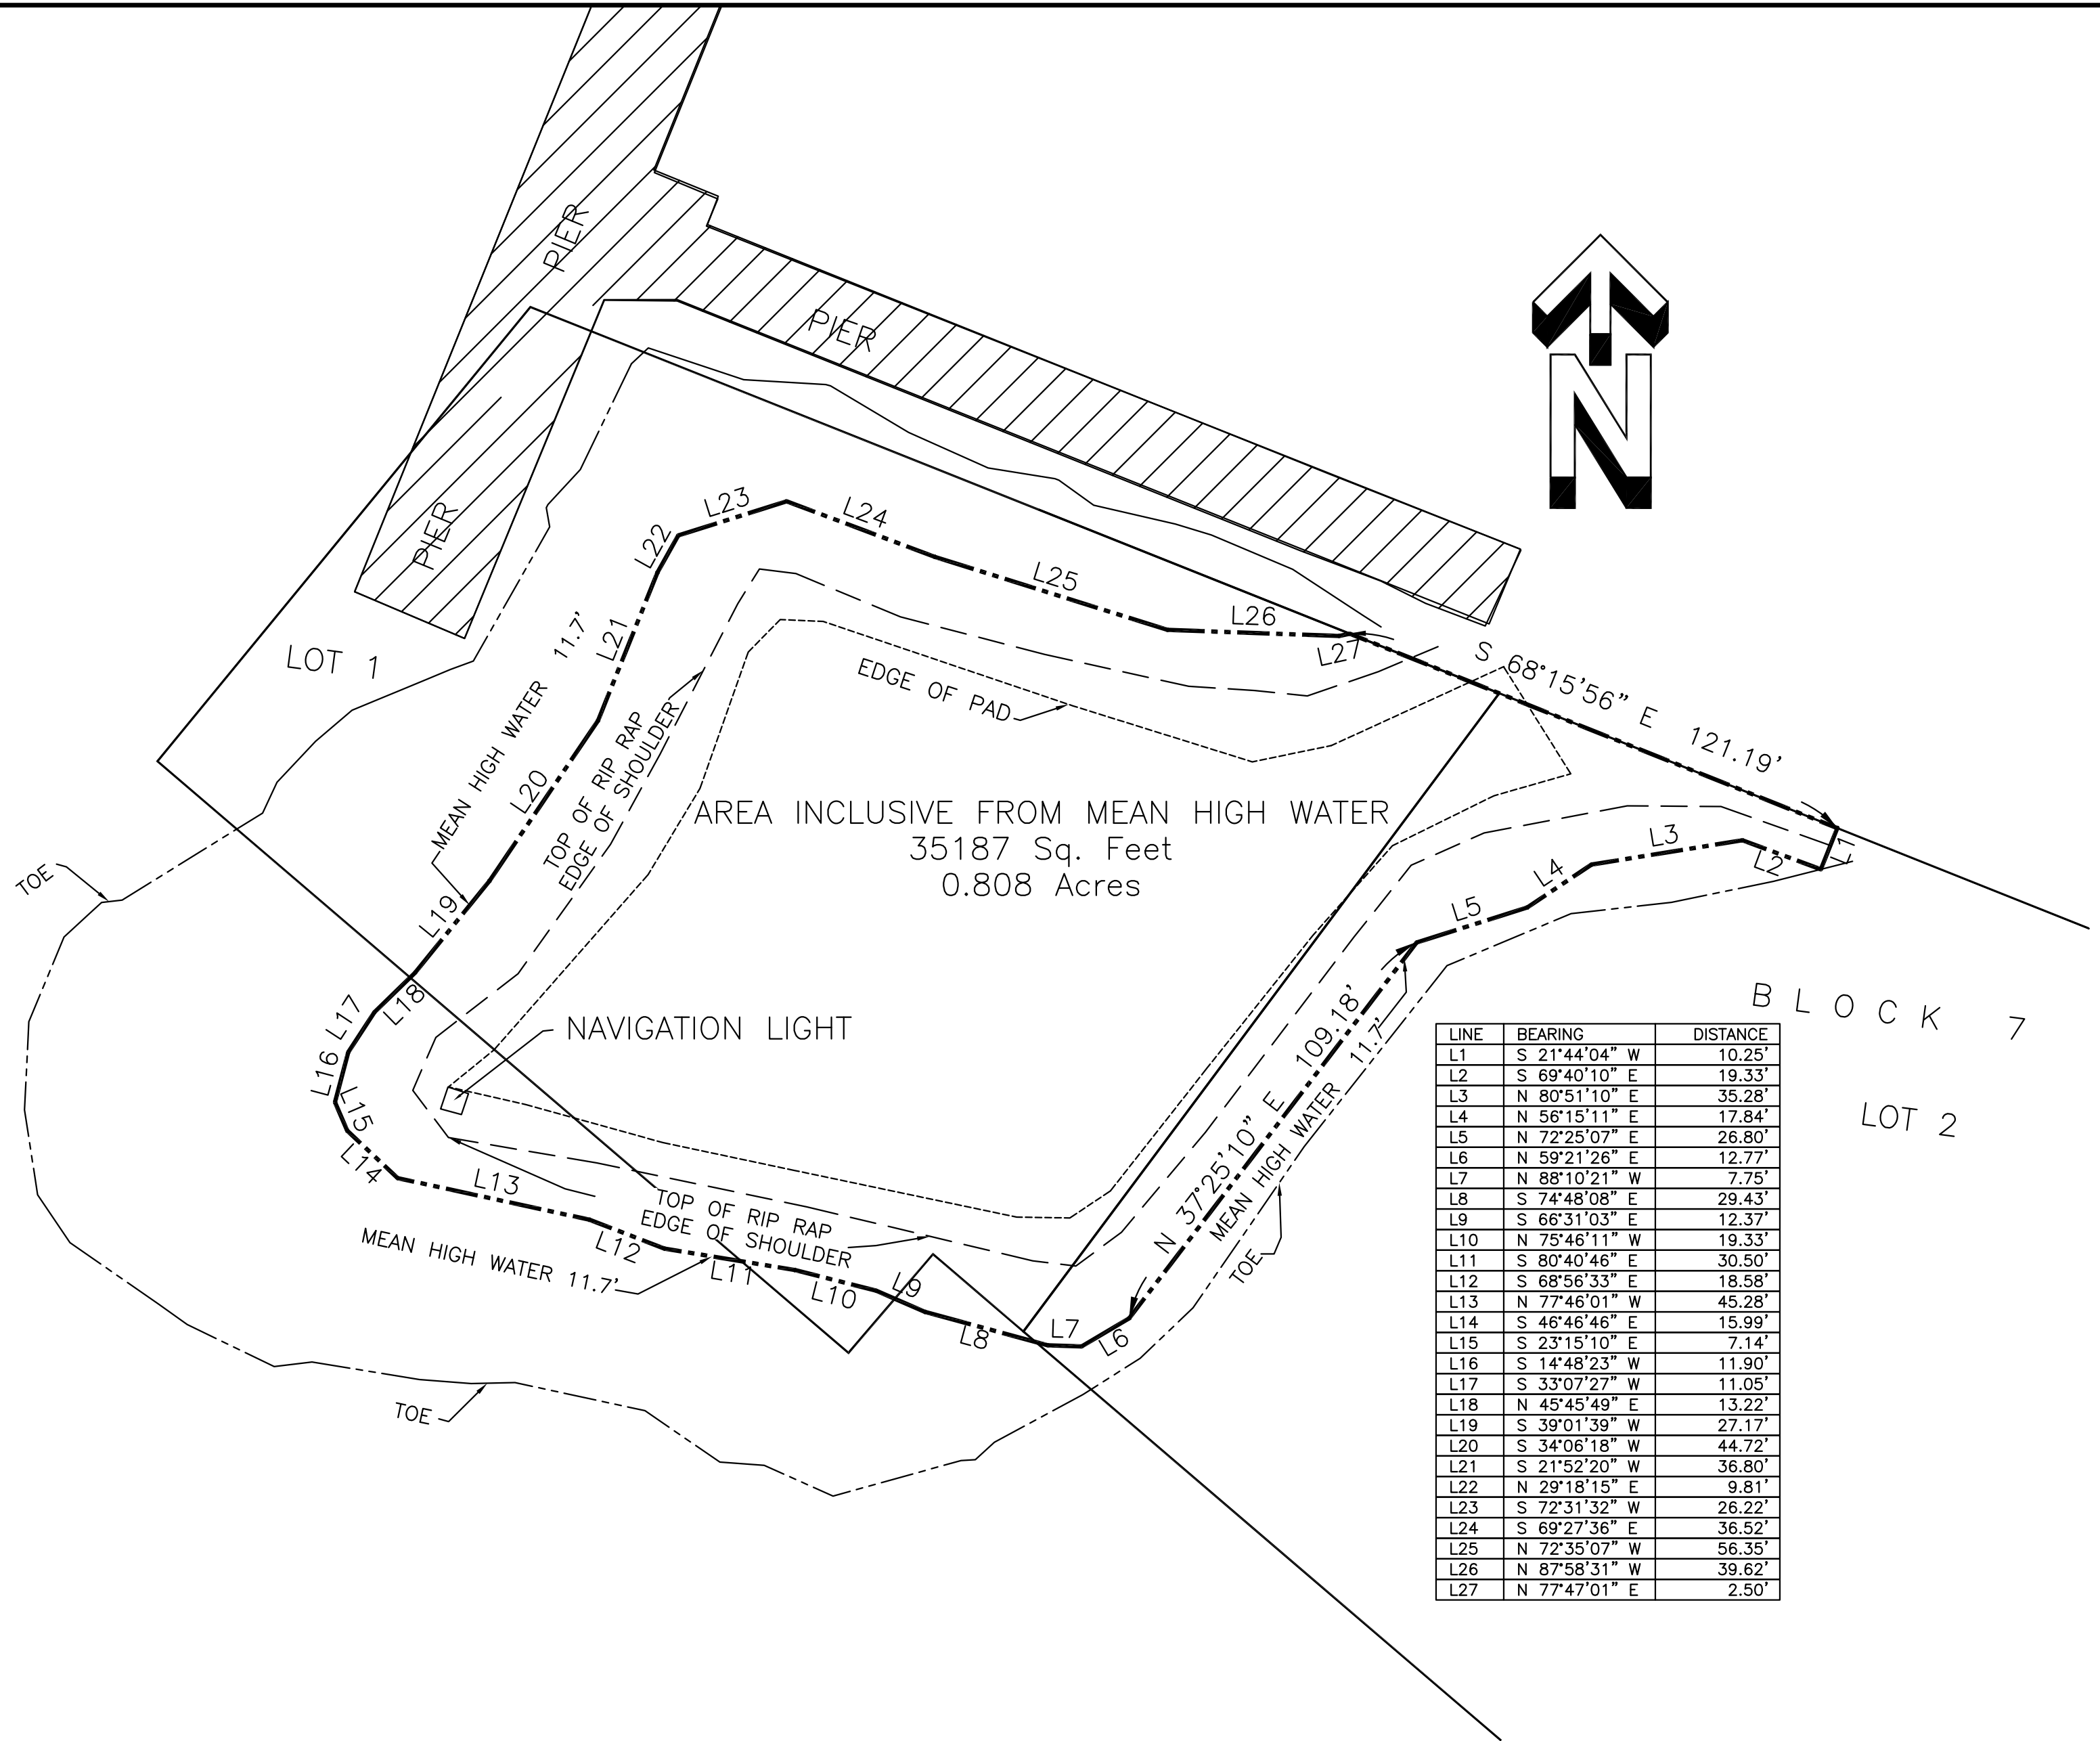 PIER
PIER
PIER
N
LOT 1
L23
L24
L22
L25
L26
L27
L21
MEAN HIGH WATER 11.7'
TOP OF RIP RAP
EDGE OF SHOULDER
EDGE OF PAD
S 68°15'56" E 121.19'
L20
AREA INCLUSIVE FROM MEAN HIGH WATER
35187 Sq. Feet
0.808 Acres
L3
L2
L1
L4
L5
TOE
L19
L18
L17
L16
L15
L14
NAVIGATION LIGHT
N 37°25'10" E 109.18'
MEAN HIGH WATER 11.7'
TOE
BLOCK 7
LOT 2
L13
TOP OF RIP RAP
EDGE OF SHOULDER
MEAN HIGH WATER 11.7'
L12
L11
L10
L9
L8
L7
L6
TOE
LINE BEARING DISTANCE
L1 S 21°44'04" W 10.25'
L2 S 69°40'10" E 19.33'
L3 N 80°51'10" E 35.28'
L4 N 56°15'11" E 17.84'
L5 N 72°25'07" E 26.80'
L6 N 59°21'26" E 12.77'
L7 N 88°10'21" W 7.75'
L8 S 74°48'08" E 29.43'
L9 S 66°31'03" E 12.37'
L10 N 75°46'11" W 19.33'
L11 S 80°40'46" E 30.50'
L12 S 68°56'33" E 18.58'
L13 N 77°46'01" W 45.28'
L14 S 46°46'46" E 15.99'
L15 S 23°15'10" E 7.14'
L16 S 14°48'23" W 11.90'
L17 S 33°07'27" W 11.05'
L18 N 45°45'49" E 13.22'
L19 S 39°01'39" W 27.17'
L20 S 34°06'18" W 44.72'
L21 S 21°52'20" W 36.80'
L22 N 29°18'15" E 9.81'
L23 S 72°31'32" W 26.22'
L24 S 69°27'36" E 36.52'
L25 N 72°35'07" W 56.35'
L26 N 87°58'31" W 39.62'
L27 N 77°47'01" E 2.50'